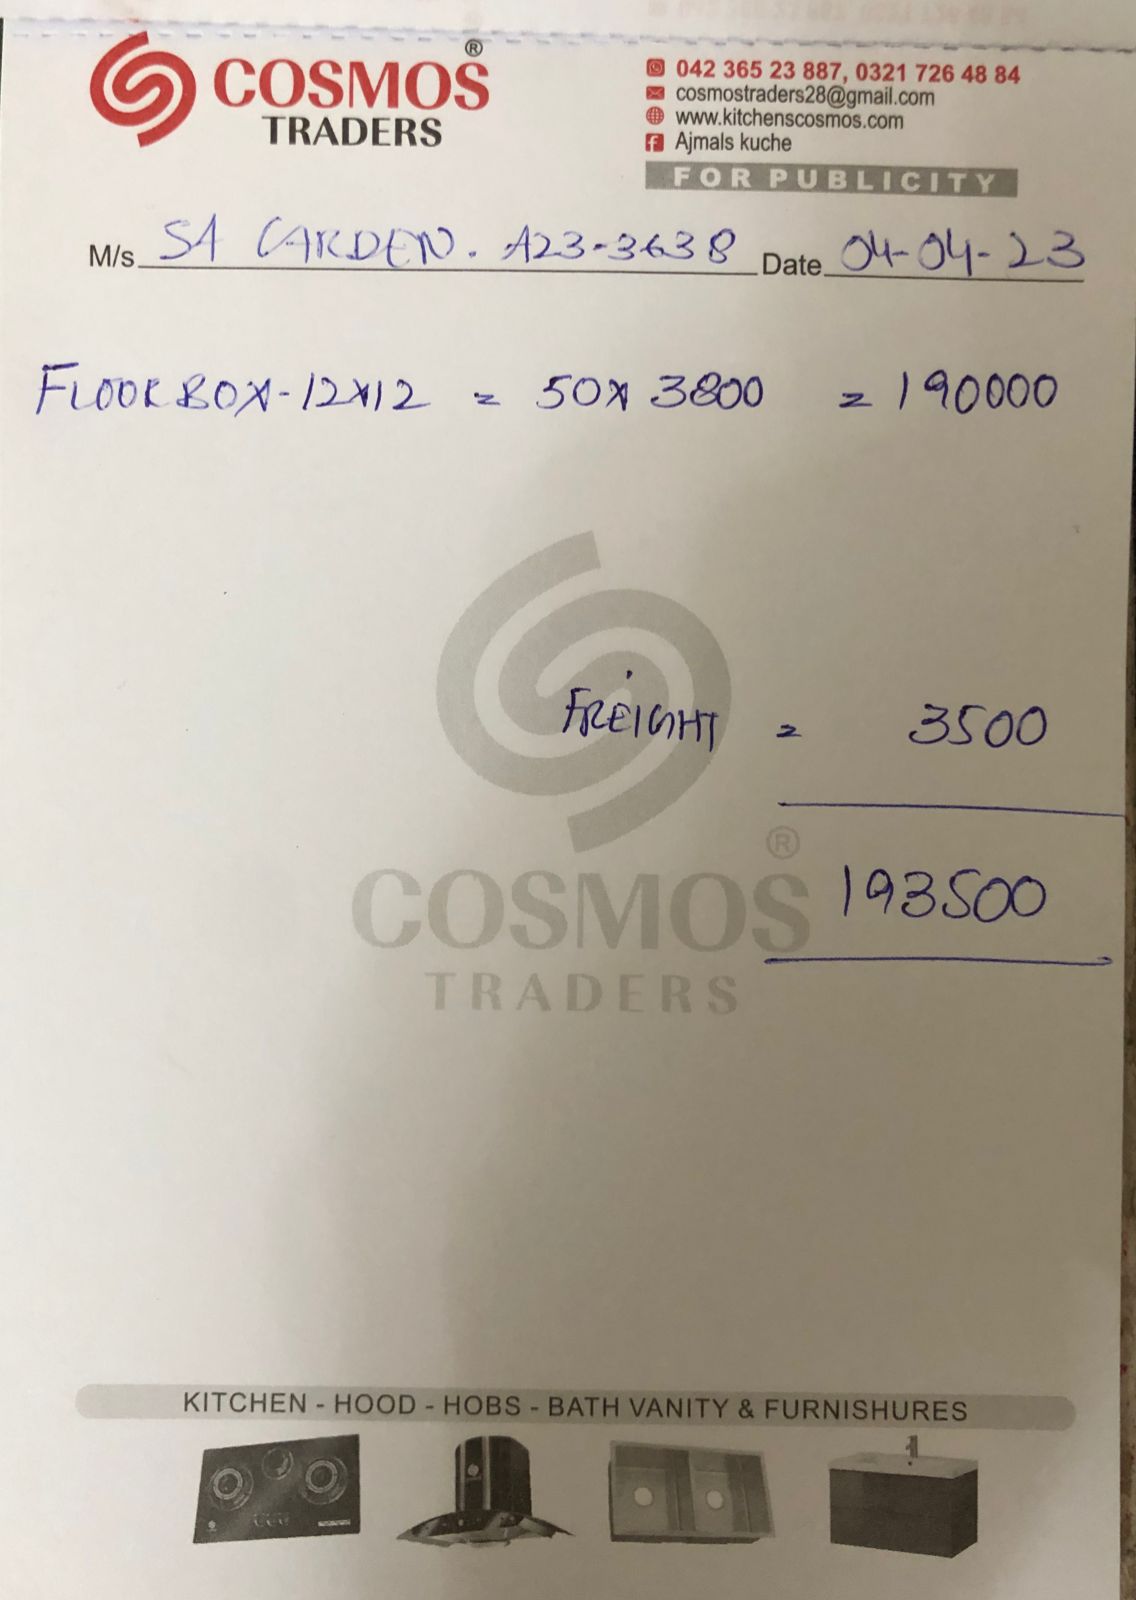 COSMOS ®
TRADERS
042 365 23 887, 0321 726 48 84
cosmostraders28@gmail.com
www.kitchenscosmos.com
Ajmals kuche
FOR PUBLICITY
M/s SA GARDEN. A23-3638 Date 04-04-23
FLOOR BOX-12x12 = 50x 3800 = 190000
FREIGHT = 3500
193500
COSMOS ®
TRADERS
KITCHEN - HOOD - HOBS - BATH VANITY & FURNISHURES